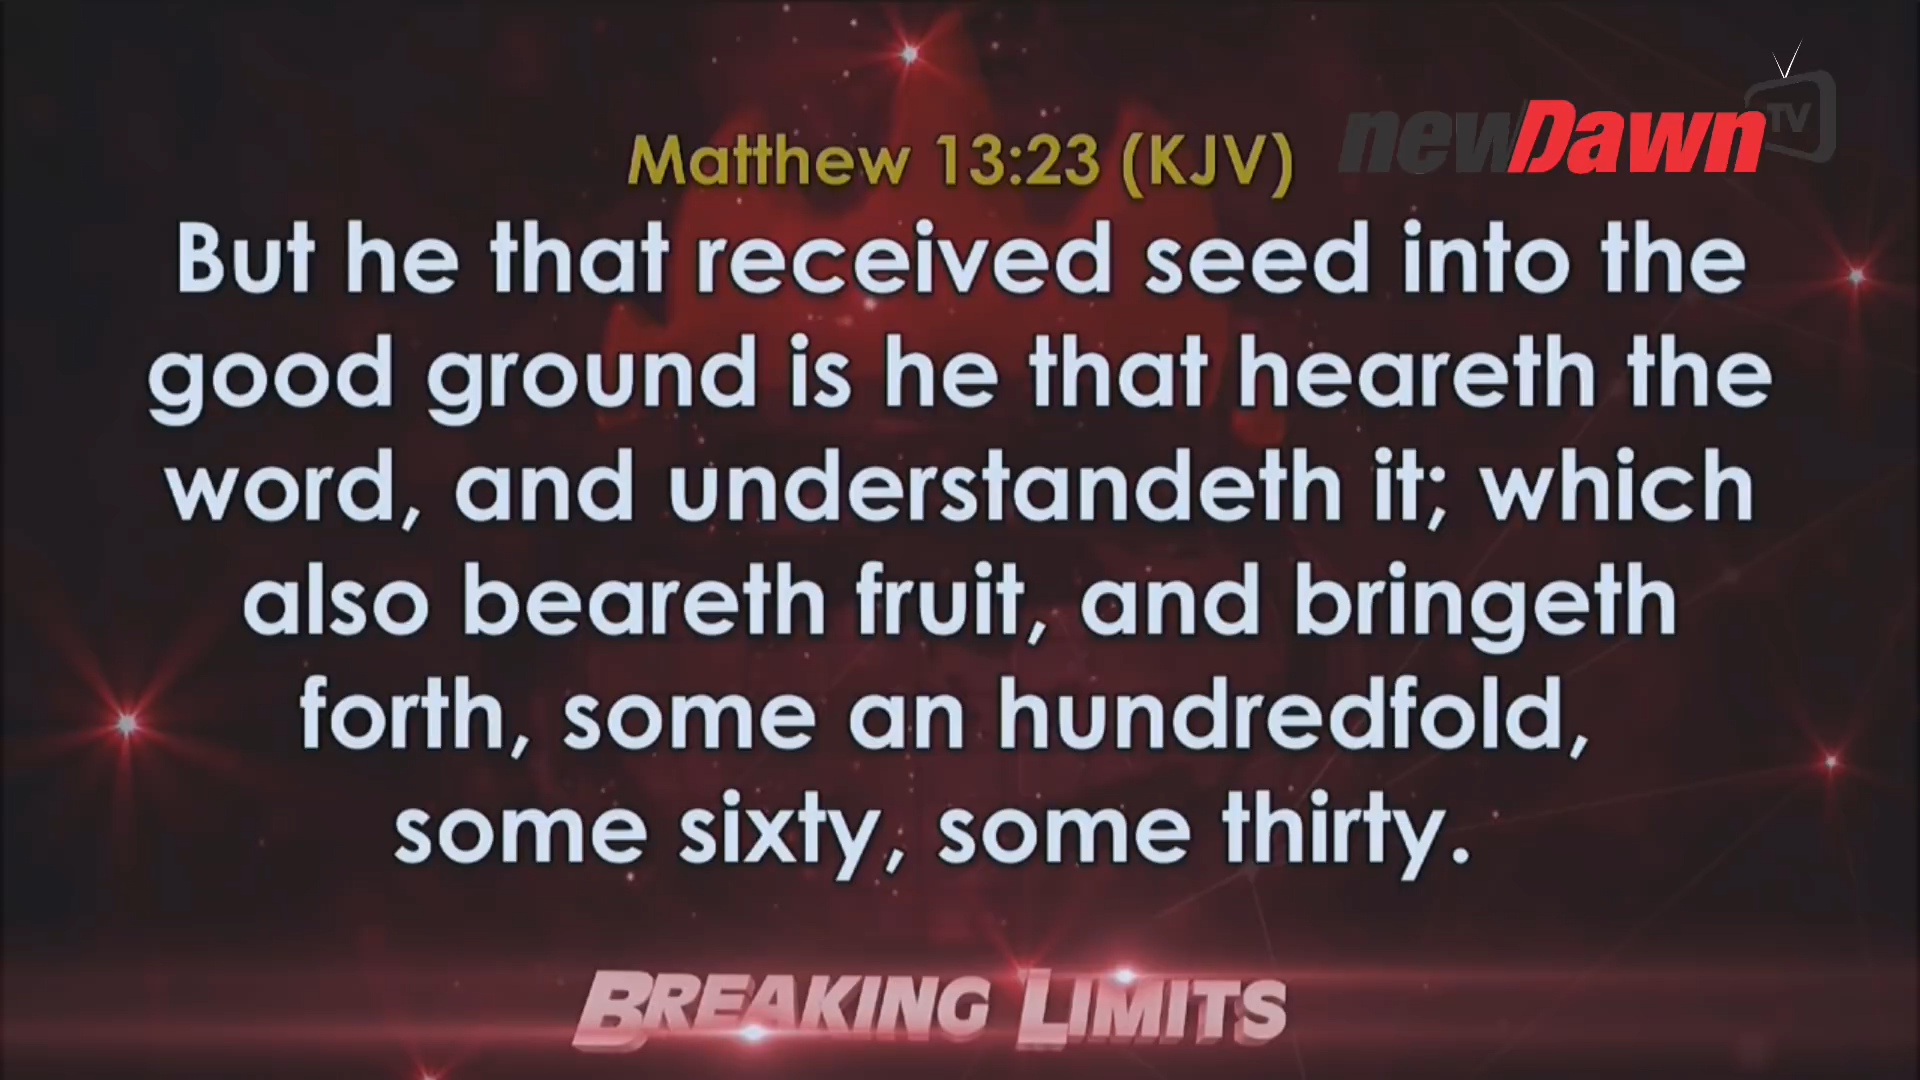 newDawn TV
Matthew 13:23 (KJV)
But he that received seed into the
good ground is he that heareth the
word, and understandeth it; which
also beareth fruit, and bringeth
forth, some an hundredfold,
some sixty, some thirty.
BREAKING LIMITS